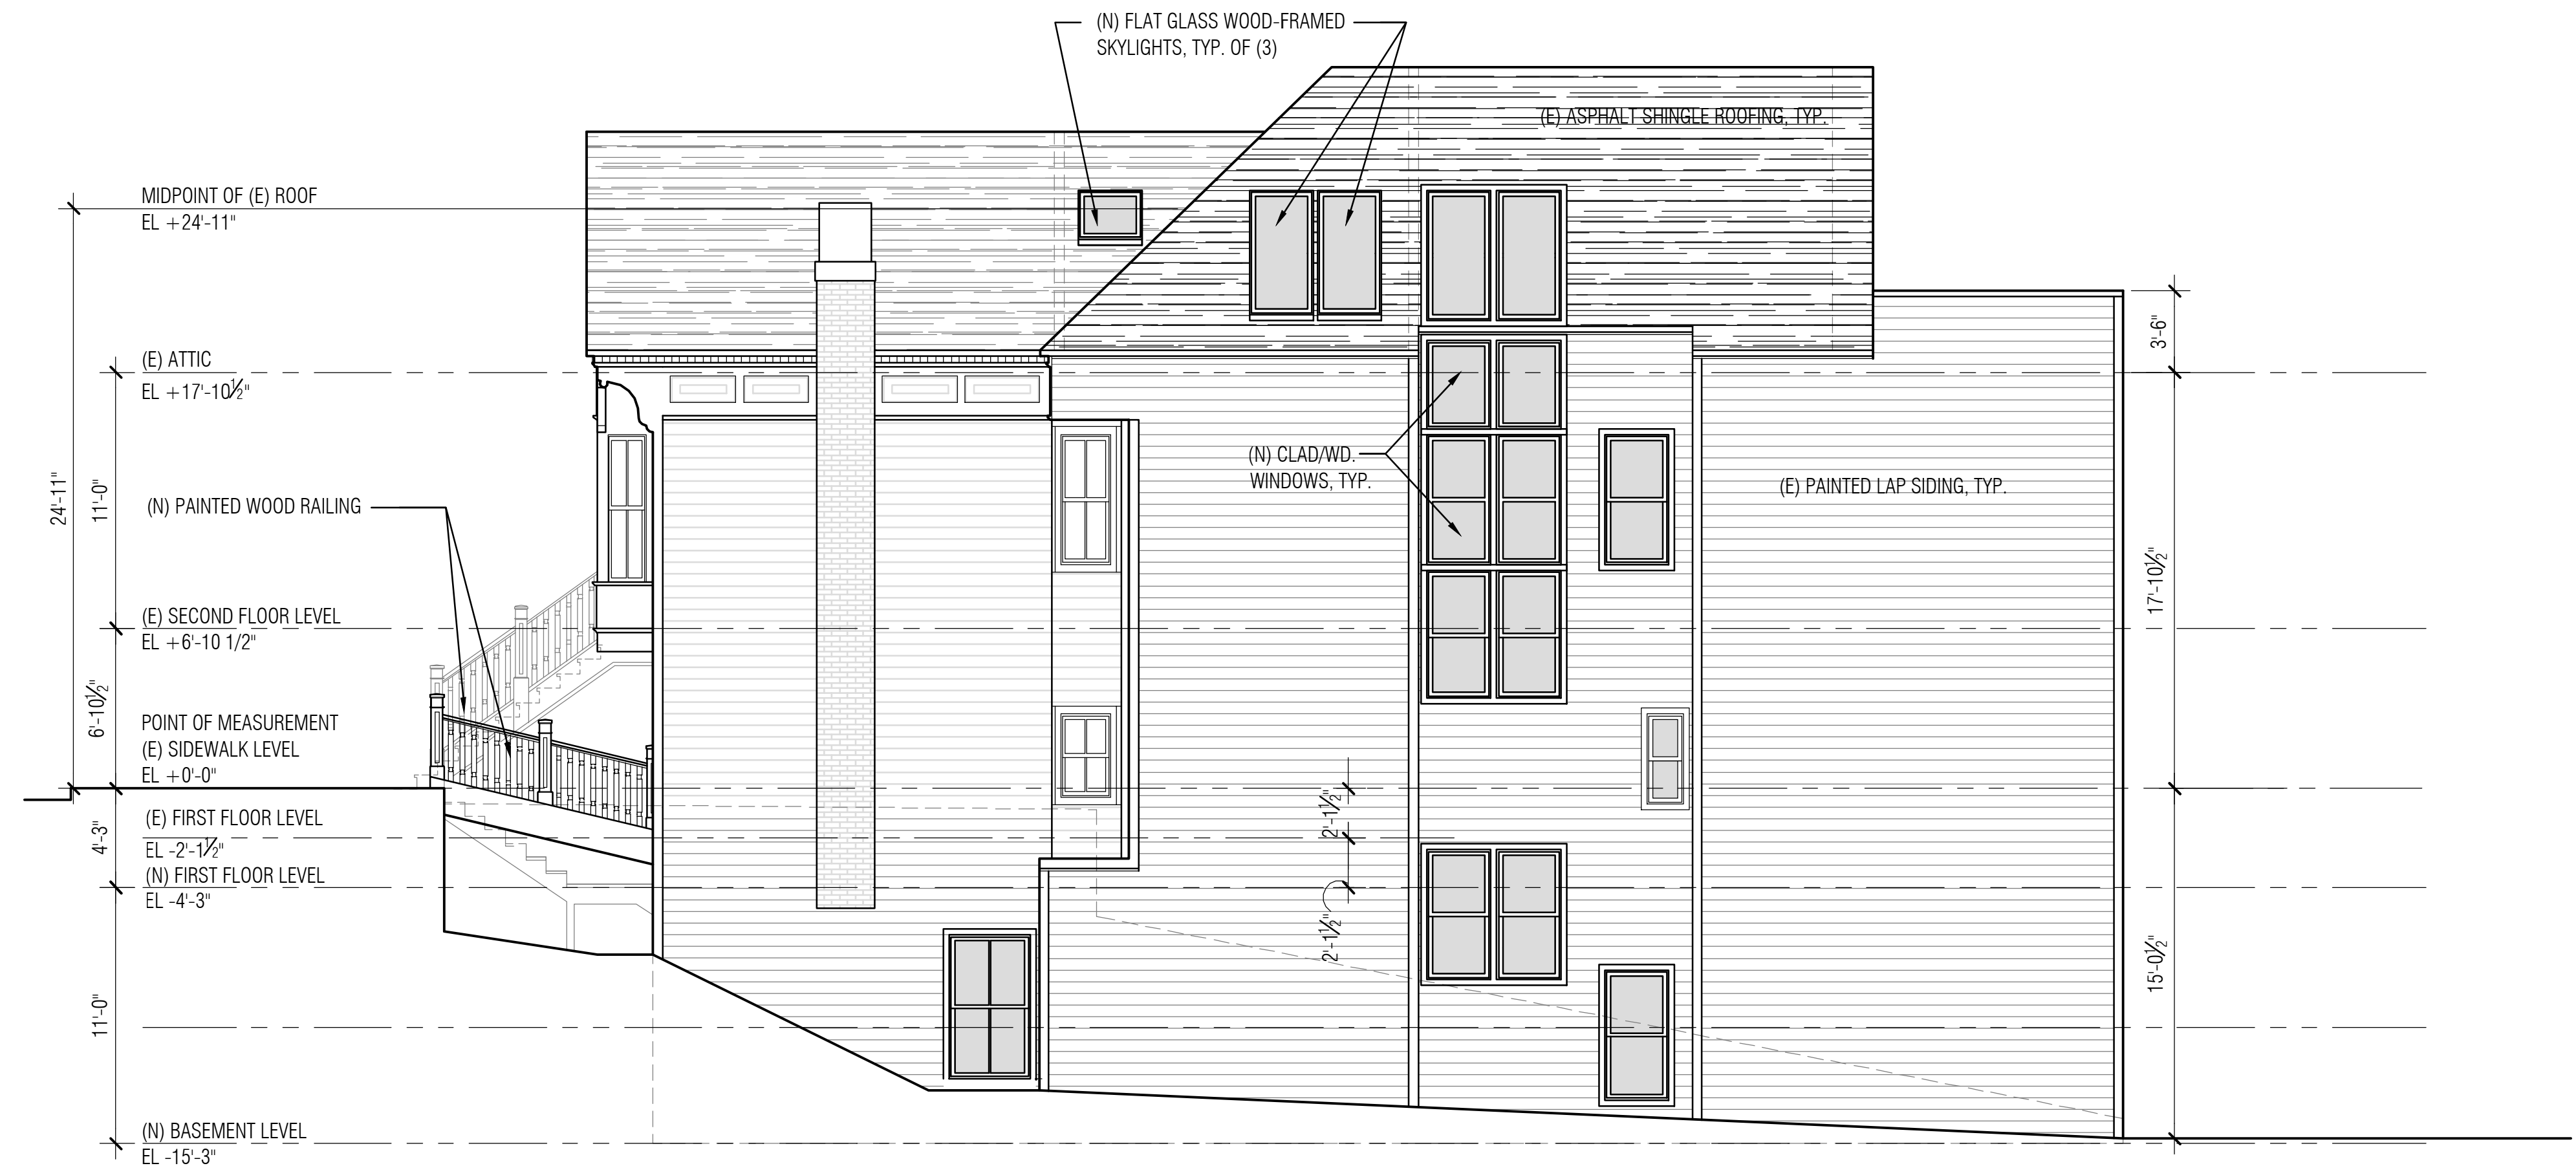 (N) FLAT GLASS WOOD-FRAMED
SKYLIGHTS, TYP. OF (3)
(E) ASPHALT SHINGLE ROOFING, TYP.
MIDPOINT OF (E) ROOF
EL +24'-11"
(E) ATTIC
EL +17'-10½"
24'-11"
11'-0"
(N) PAINTED WOOD RAILING
(N) CLAD/WD.
WINDOWS, TYP.
(E) PAINTED LAP SIDING, TYP.
3'-6"
17'-10½"
(E) SECOND FLOOR LEVEL
EL +6'-10 1/2"
6'-10½"
POINT OF MEASUREMENT
(E) SIDEWALK LEVEL
EL +0'-0"
(E) FIRST FLOOR LEVEL
EL -2'-1½"
(N) FIRST FLOOR LEVEL
EL -4'-3"
4'-3"
2'-1½"
2'-1½"
15'-0½"
11'-0"
(N) BASEMENT LEVEL
EL -15'-3"